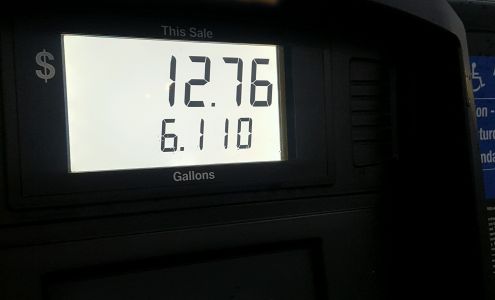 This Sale
$ 12.76
6.110
Gallons